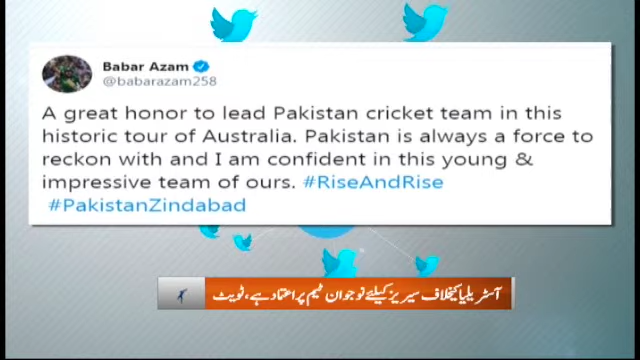 Babar Azam
@babarazam258
A great honor to lead Pakistan cricket team in this
historic tour of Australia. Pakistan is always a force to
reckon with and I am confident in this young &
impressive team of ours. #RiseAndRise
#PakistanZindabad
آسٹریلیا کیخلاف سیریز کیلئے نوجوان ٹیم پر اعتماد ہے، ٹویٹ